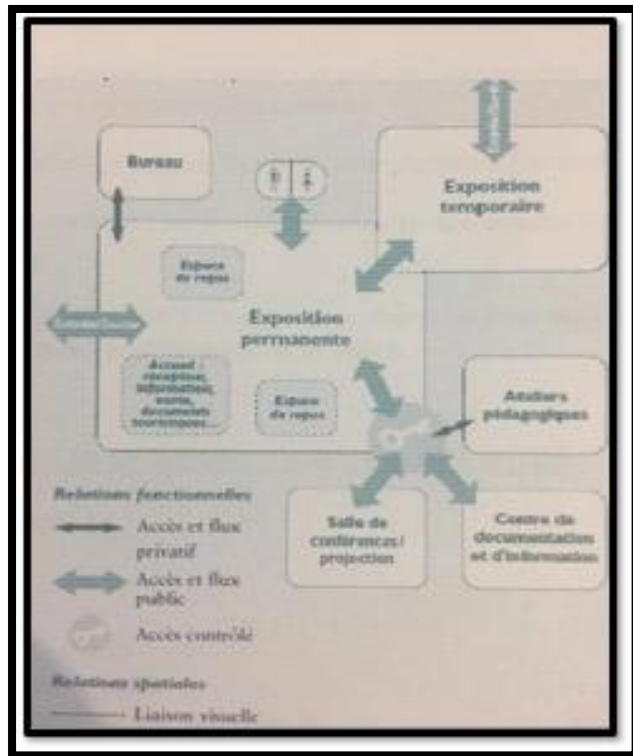 Bureau
Exposition
temporaire
Espace
de repos
Exposition
permanente
Accueil :
réception,
information,
vente,
documents
touristiques...
Espace
de repos
Ateliers
pédagogiques
Salle de
conférences /
projection
Centre de
documentation
et d'information
Relations fonctionnelles
Accès et flux
privatif
Accès et flux
public
Accès contrôlé
Relations spatiales
Liaison visuelle